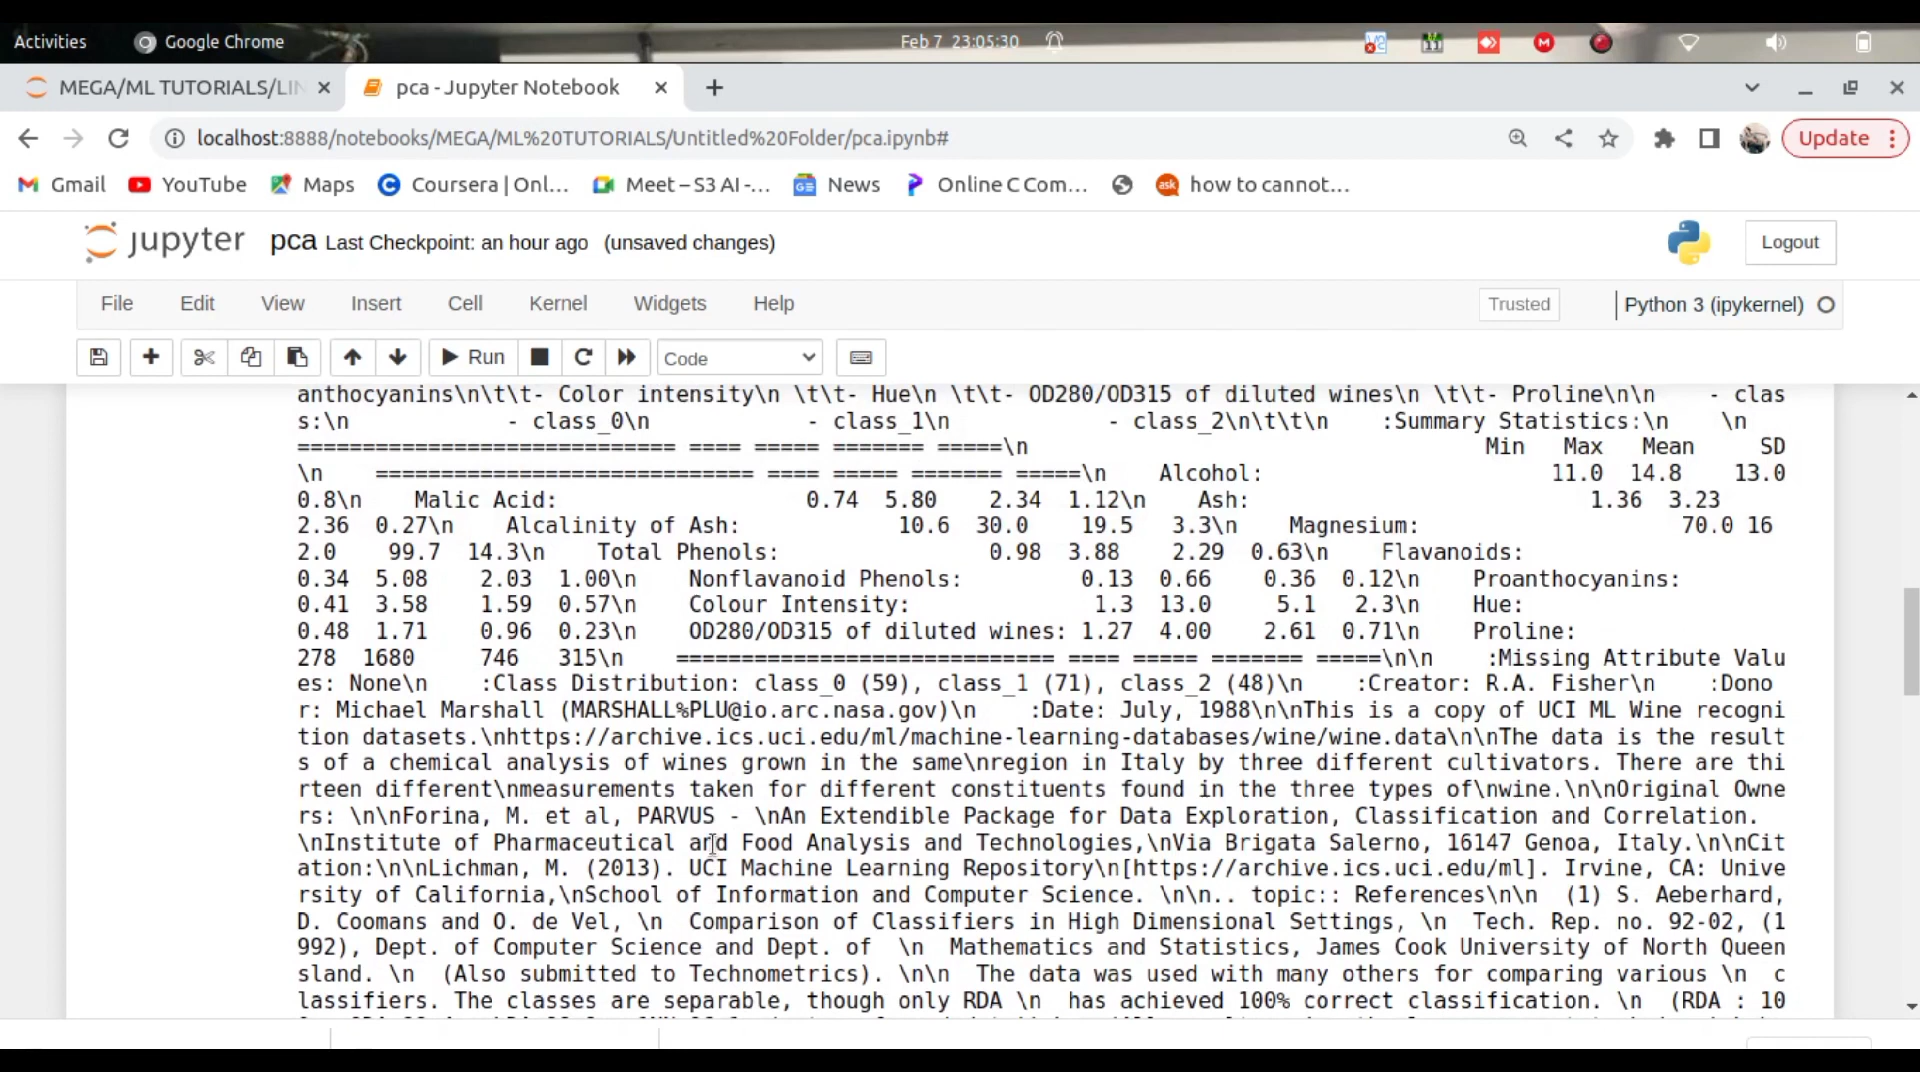 Activities Google Chrome Feb 7 23:05:30
MEGA/ML TUTORIALS/LIN pca - Jupyter Notebook
localhost:8888/notebooks/MEGA/ML%20TUTORIALS/Untitled%20Folder/pca.ipynb# Update
Gmail YouTube Maps Coursera | Onl... Meet – S3 AI -... News Online C Com... how to cannot...
jupyter pca Last Checkpoint: an hour ago (unsaved changes) Logout
File Edit View Insert Cell Kernel Widgets Help Trusted Python 3 (ipykernel)
Run Code
anthocyanins\n\t\t- Color intensity\n \t\t- Hue\n \t\t- OD280/OD315 of diluted wines\n \t\t- Proline\n\n - clas
s:\n - class_0\n - class_1\n - class_2\n\t\t\n :Summary Statistics:\n \n
============================= ==== ===== ======= =====\n Min Max Mean SD
\n ============================= ==== ===== ======= =====\n Alcohol: 11.0 14.8 13.0
0.8\n Malic Acid: 0.74 5.80 2.34 1.12\n Ash: 1.36 3.23
2.36 0.27\n Alcalinity of Ash: 10.6 30.0 19.5 3.3\n Magnesium: 70.0 16
2.0 99.7 14.3\n Total Phenols: 0.98 3.88 2.29 0.63\n Flavanoids:
0.34 5.08 2.03 1.00\n Nonflavanoid Phenols: 0.13 0.66 0.36 0.12\n Proanthocyanins:
0.41 3.58 1.59 0.57\n Colour Intensity: 1.3 13.0 5.1 2.3\n Hue:
0.48 1.71 0.96 0.23\n OD280/OD315 of diluted wines: 1.27 4.00 2.61 0.71\n Proline:
278 1680 746 315\n ============================= ==== ===== ======= =====\n\n :Missing Attribute Valu
es: None\n :Class Distribution: class_0 (59), class_1 (71), class_2 (48)\n :Creator: R.A. Fisher\n :Dono
r: Michael Marshall (MARSHALL%PLU@io.arc.nasa.gov)\n :Date: July, 1988\n\nThis is a copy of UCI ML Wine recogni
tion datasets.\nhttps://archive.ics.uci.edu/ml/machine-learning-databases/wine/wine.data\n\nThe data is the result
s of a chemical analysis of wines grown in the same\nregion in Italy by three different cultivators. There are thi
rteen different\nmeasurements taken for different constituents found in the three types of\nwine.\n\nOriginal Owne
rs: \n\nForina, M. et al, PARVUS - \nAn Extendible Package for Data Exploration, Classification and Correlation.
\nInstitute of Pharmaceutical and Food Analysis and Technologies,\nVia Brigata Salerno, 16147 Genoa, Italy.\n\nCit
ation:\n\nLichman, M. (2013). UCI Machine Learning Repository\n[https://archive.ics.uci.edu/ml]. Irvine, CA: Unive
rsity of California,\nSchool of Information and Computer Science. \n\n.. topic:: References\n\n (1) S. Aeberhard,
D. Coomans and O. de Vel, \n Comparison of Classifiers in High Dimensional Settings, \n Tech. Rep. no. 92-02, (1
992), Dept. of Computer Science and Dept. of \n Mathematics and Statistics, James Cook University of North Queen
sland. \n (Also submitted to Technometrics). \n\n The data was used with many others for comparing various \n c
lassifiers. The classes are separable, though only RDA \n has achieved 100% correct classification. \n (RDA : 10